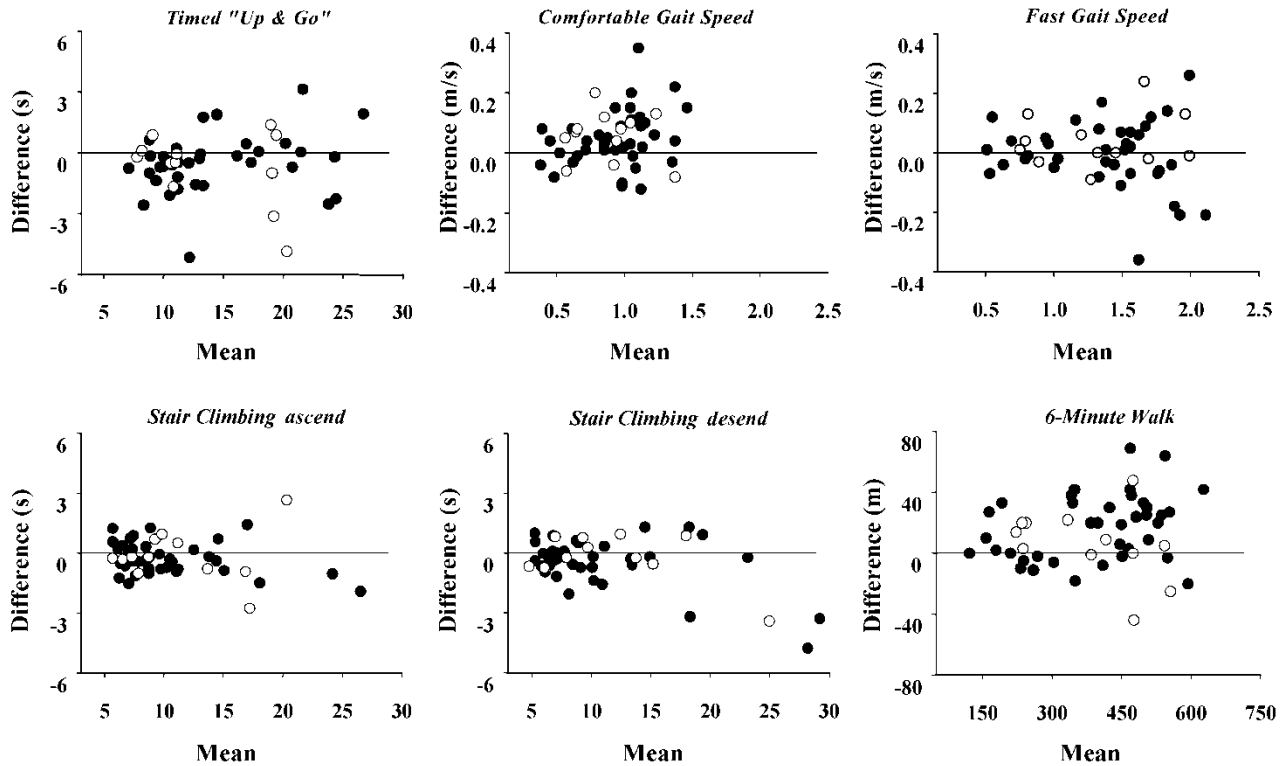 Timed "Up & Go"
Difference (s)
6
3
0
-3
-6
5 10 15 20 25 30
Mean
Comfortable Gait Speed
Difference (m/s)
0.4
0.2
0.0
-0.2
-0.4
0.5 1.0 1.5 2.0 2.5
Mean
Fast Gait Speed
Difference (m/s)
0.4
0.2
0.0
-0.2
-0.4
0.5 1.0 1.5 2.0 2.5
Mean
Stair Climbing ascend
Difference (s)
6
3
0
-3
-6
5 10 15 20 25 30
Mean
Stair Climbing desend
Difference (s)
6
3
0
-3
-6
5 10 15 20 25 30
Mean
6-Minute Walk
Difference (m)
80
40
0
-40
-80
150 300 450 600 750
Mean